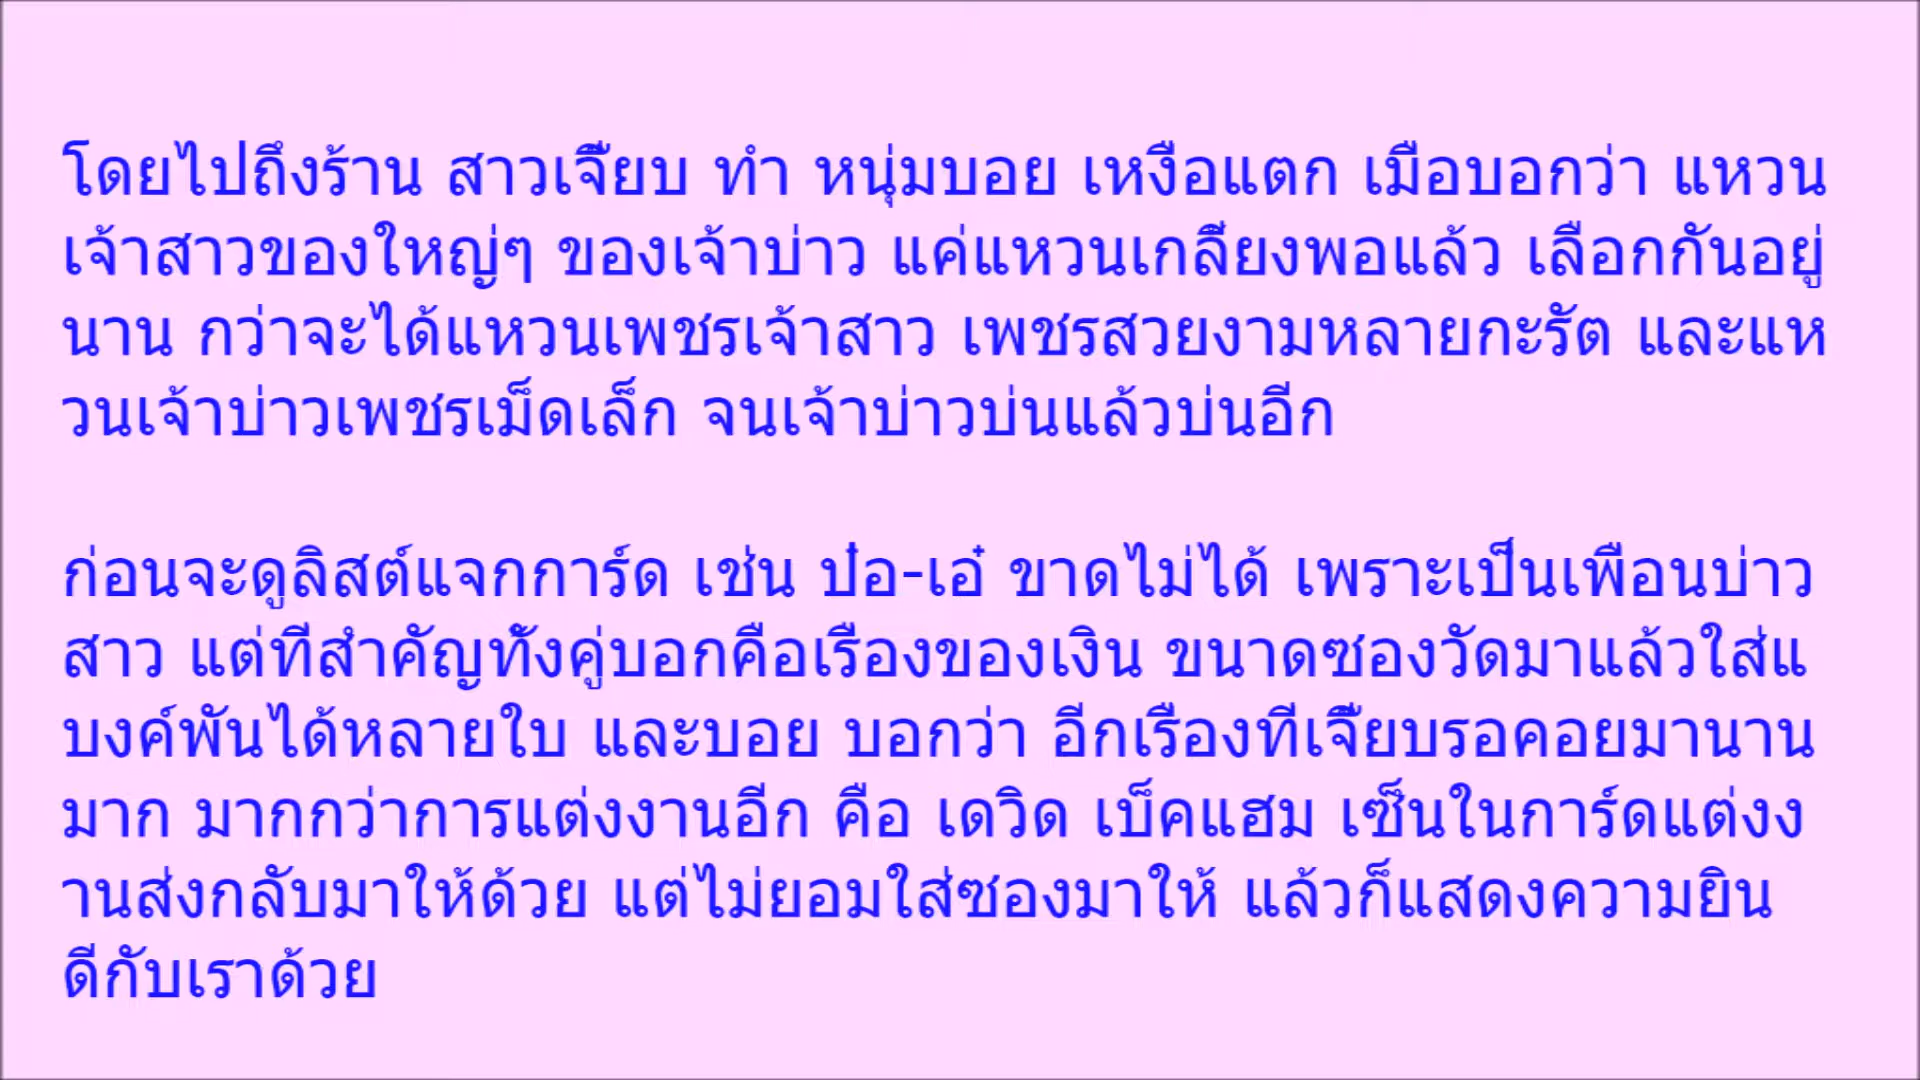 โดยไปถึงร้าน สาวเจี๊ยบ ทำ หนุ่มบอย เหงื่อแตก เมื่อบอกว่า แหวน
เจ้าสาวของใหญ่ๆ ของเจ้าบ่าว แค่แหวนเกลี้ยงพอแล้ว เลือกกันอยู่
นาน กว่าจะได้แหวนเพชรเจ้าสาว เพชรสวยงามหลายกะรัต และแห
วนเจ้าบ่าวเพชรเม็ดเล็ก จนเจ้าบ่าวบ่นแล้วบ่นอีก
ก่อนจะดูลิสต์แจกการ์ด เช่น ป๋อ-เอ๋ ขาดไม่ได้ เพราะเป็นเพื่อนบ่าว
สาว แต่ที่สำคัญทั้งคู่บอกคือเรื่องของเงิน ขนาดซองวัดมาแล้วใส่แ
บงค์พันได้หลายใบ และบอย บอกว่า อีกเรื่องที่เจี๊ยบรอคอยมานาน
มาก มากกว่าการแต่งงานอีก คือ เดวิด เบ็คแฮม เซ็นในการ์ดแต่งง
านส่งกลับมาให้ด้วย แต่ไม่ยอมใส่ซองมาให้ แล้วก็แสดงความยิน
ดีกับเราด้วย